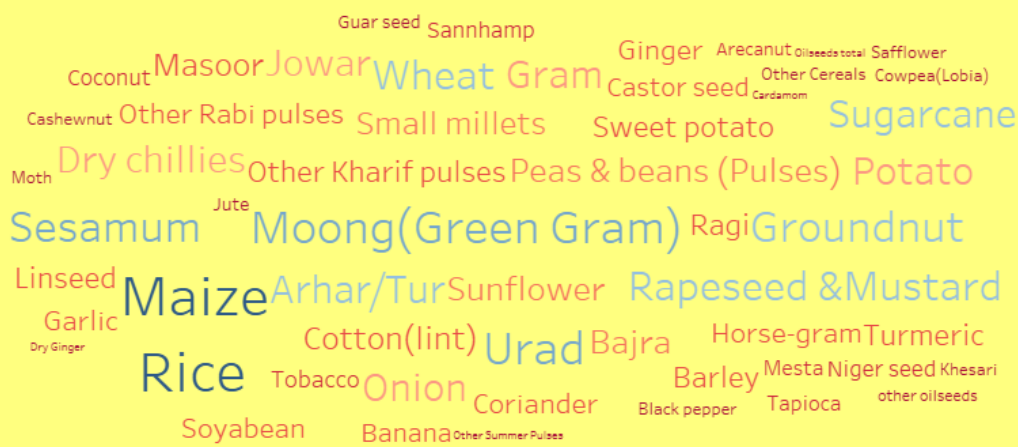 Guar seed Sannhamp
Ginger Arecanut Oilseeds total Safflower
Coconut Masoor Jowar Wheat Gram Castor seed Other Cereals Cowpea(Lobia)
Cardamom
Cashewnut Other Rabi pulses Small millets Sweet potato Sugarcane
Moth Dry chillies Other Kharif pulses Peas & beans (Pulses) Potato
Jute
Sesamum Moong(Green Gram) Ragi Groundnut
Linseed Maize Arhar/Tur Sunflower Rapeseed &Mustard
Garlic Cotton(lint) Urad Bajra Horse-gram Turmeric
Dry Ginger
Rice Tobacco Onion Barley Mesta Niger seed Khesari
Coriander Black pepper Tapioca other oilseeds
Soyabean Banana Other Summer Pulses